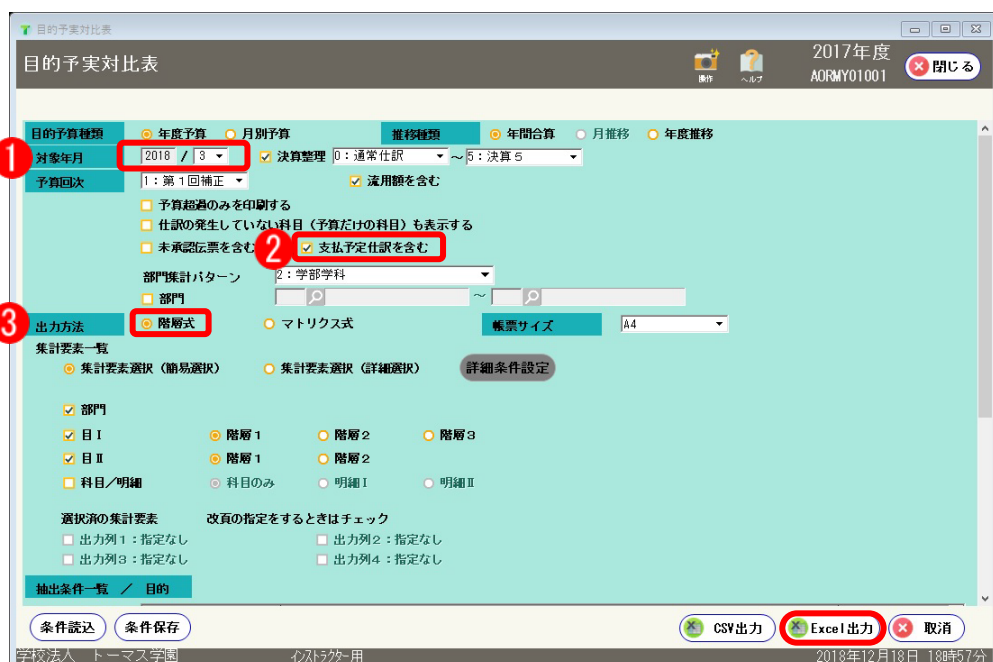 目的予実対比表
目的予実対比表 操作 ヘルプ 2017年度 AORMY01001 閉じる
目的予算種類 年度予算 月別予算 推移種類 年間合算 月推移 年度推移
1 対象年月 2018 / 3 決算整理 0:通常仕訳 ~ 5:決算5
予算回次 1:第1回補正 流用額を含む
予算超過のみを印刷する
仕訳の発生していない科目(予算だけの科目)も表示する
未承認伝票を含む 2 支払予定仕訳を含む
部門集計パターン 2:学部学科
部門 ~
3 出力方法 階層式 マトリクス式 帳票サイズ A4
集計要素一覧
集計要素選択(簡易選択) 集計要素選択(詳細選択) 詳細条件設定
部門
目Ⅰ 階層1 階層2 階層3
目Ⅱ 階層1 階層2
科目/明細 科目のみ 明細Ⅰ 明細Ⅱ
選択済の集計要素 改頁の指定をするときはチェック
出力列1:指定なし 出力列2:指定なし
出力列3:指定なし 出力列4:指定なし
抽出条件一覧 / 目的
条件読込 条件保存 CSV出力 Excel出力 取消
学校法人 トーマス学園 インストラクター用 2018年12月18日 18時57分